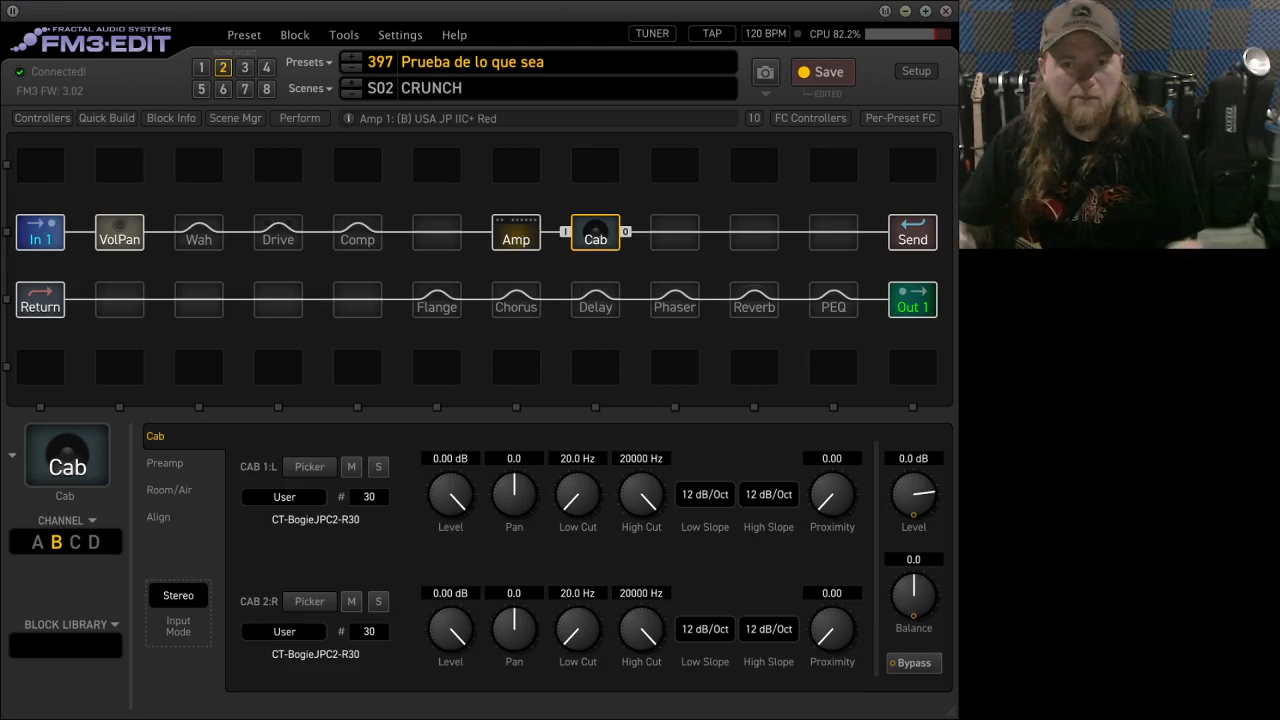 FRACTAL AUDIO SYSTEMS
FM3-EDIT
Preset Block Tools Settings Help
TUNER TAP 120 BPM CPU 82.2%
Connected!
FM3 FW: 3.02
SCENE SELECT
1 2 3 4
5 6 7 8
Presets
Scenes
397 Prueba de lo que sea
S02 CRUNCH
Save
EDITED
Setup
Controllers Quick Build Block Info Scene Mgr Perform
Amp 1: (B) USA JP IIC+ Red
10 FC Controllers Per-Preset FC
In 1 VolPan Wah Drive Comp Amp I Cab O Send
Return Flange Chorus Delay Phaser Reverb PEQ Out 1
Cab
Cab
CHANNEL
A B C D
BLOCK LIBRARY
Cab
Preamp
Room/Air
Align
Stereo
Input
Mode
CAB 1:L Picker M S
User # 30
CT-BogieJPC2-R30
0.00 dB 0.0 20.0 Hz 20000 Hz 0.00
12 dB/Oct 12 dB/Oct
Level Pan Low Cut High Cut Low Slope High Slope Proximity
CAB 2:R Picker M S
User # 30
CT-BogieJPC2-R30
0.00 dB 0.0 20.0 Hz 20000 Hz 0.00
12 dB/Oct 12 dB/Oct
Level Pan Low Cut High Cut Low Slope High Slope Proximity
0.0 dB
Level
0.0
Balance
Bypass